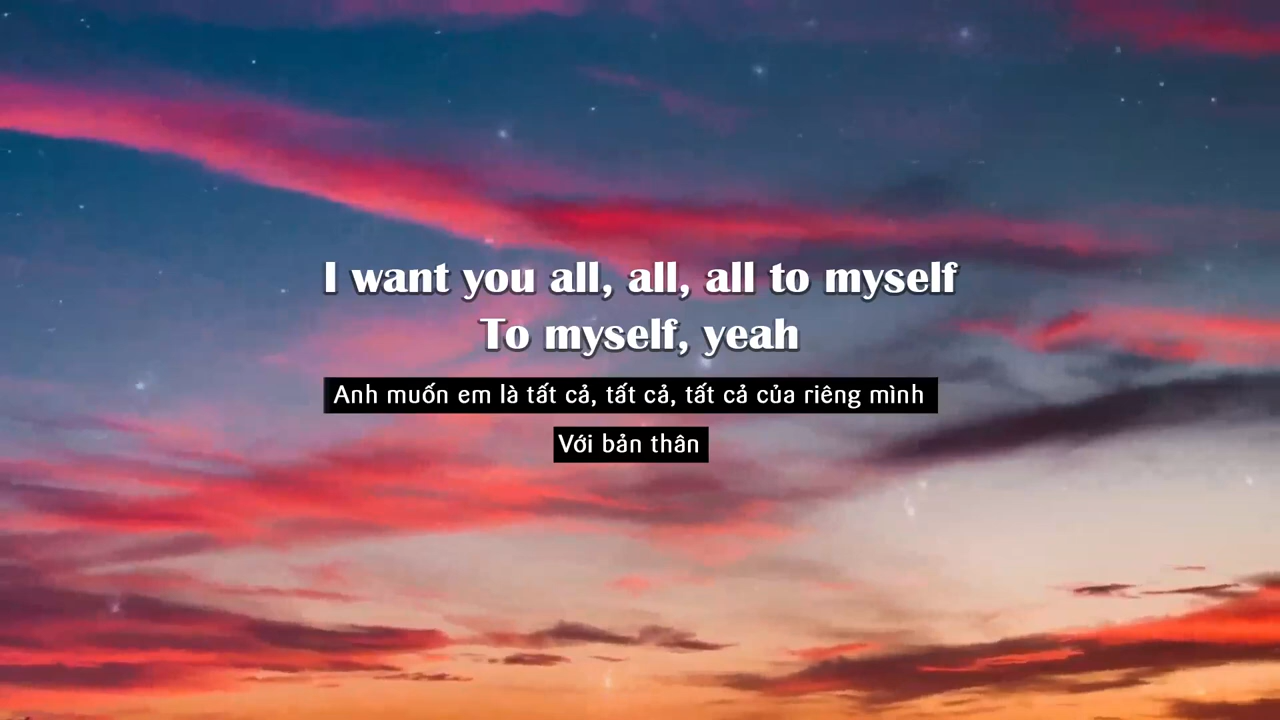 I want you all, all, all to myself
To myself, yeah
Anh muốn em là tất cả, tất cả, tất cả của riêng mình
Với bản thân